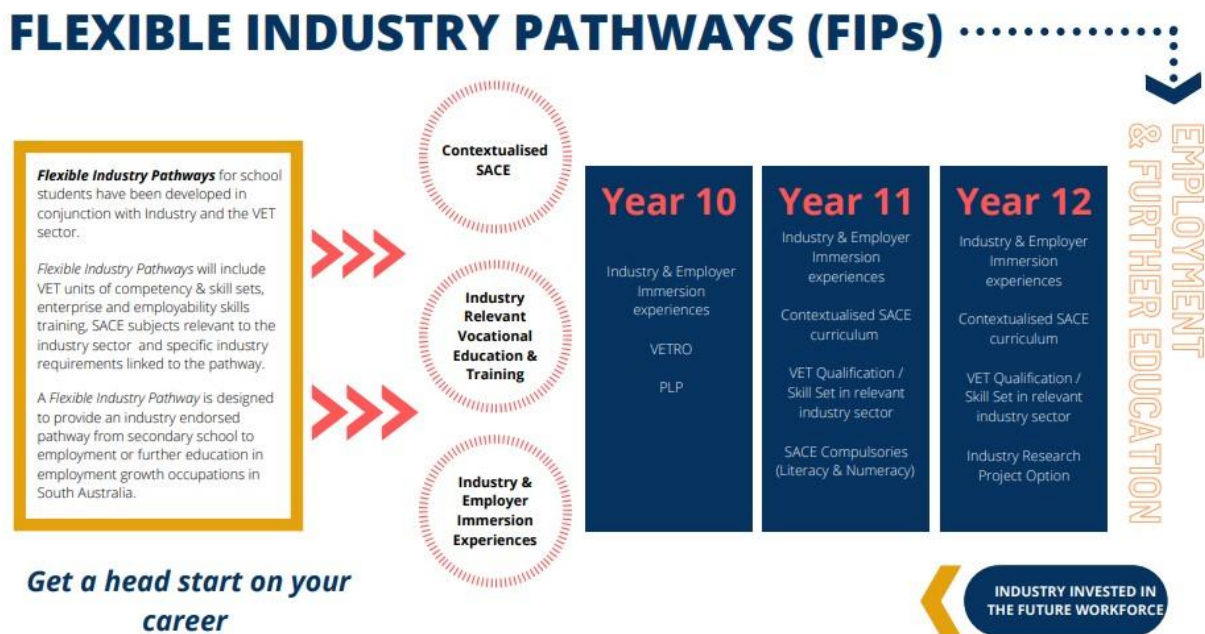 FLEXIBLE INDUSTRY PATHWAYS (FIPs)
Flexible Industry Pathways for school
students have been developed in
conjunction with Industry and the VET
sector.
Flexible Industry Pathways will include
VET units of competency & skill sets,
enterprise and employability skills
training, SACE subjects relevant to the
industry sector and specific industry
requirements linked to the pathway.
A Flexible Industry Pathway is designed
to provide an industry endorsed
pathway from secondary school to
employment or further education in
employment growth occupations in
South Australia.
Get a head start on your
career
Contextualised
SACE
Industry
Relevant
Vocational
Education &
Training
Industry &
Employer
Immersion
Experiences
Year 10
Industry & Employer
Immersion
experiences
VETRO
PLP
Year 11
Industry & Employer
Immersion
experiences
Contextualised SACE
curriculum
VET Qualification /
Skill Set in relevant
industry sector
SACE Compulsories
(Literacy & Numeracy)
Year 12
Industry & Employer
Immersion
experiences
Contextualised SACE
curriculum
VET Qualification /
Skill Set in relevant
industry sector
Industry Research
Project Option
EMPLOYMENT
& FURTHER EDUCATION
INDUSTRY INVESTED IN
THE FUTURE WORKFORCE